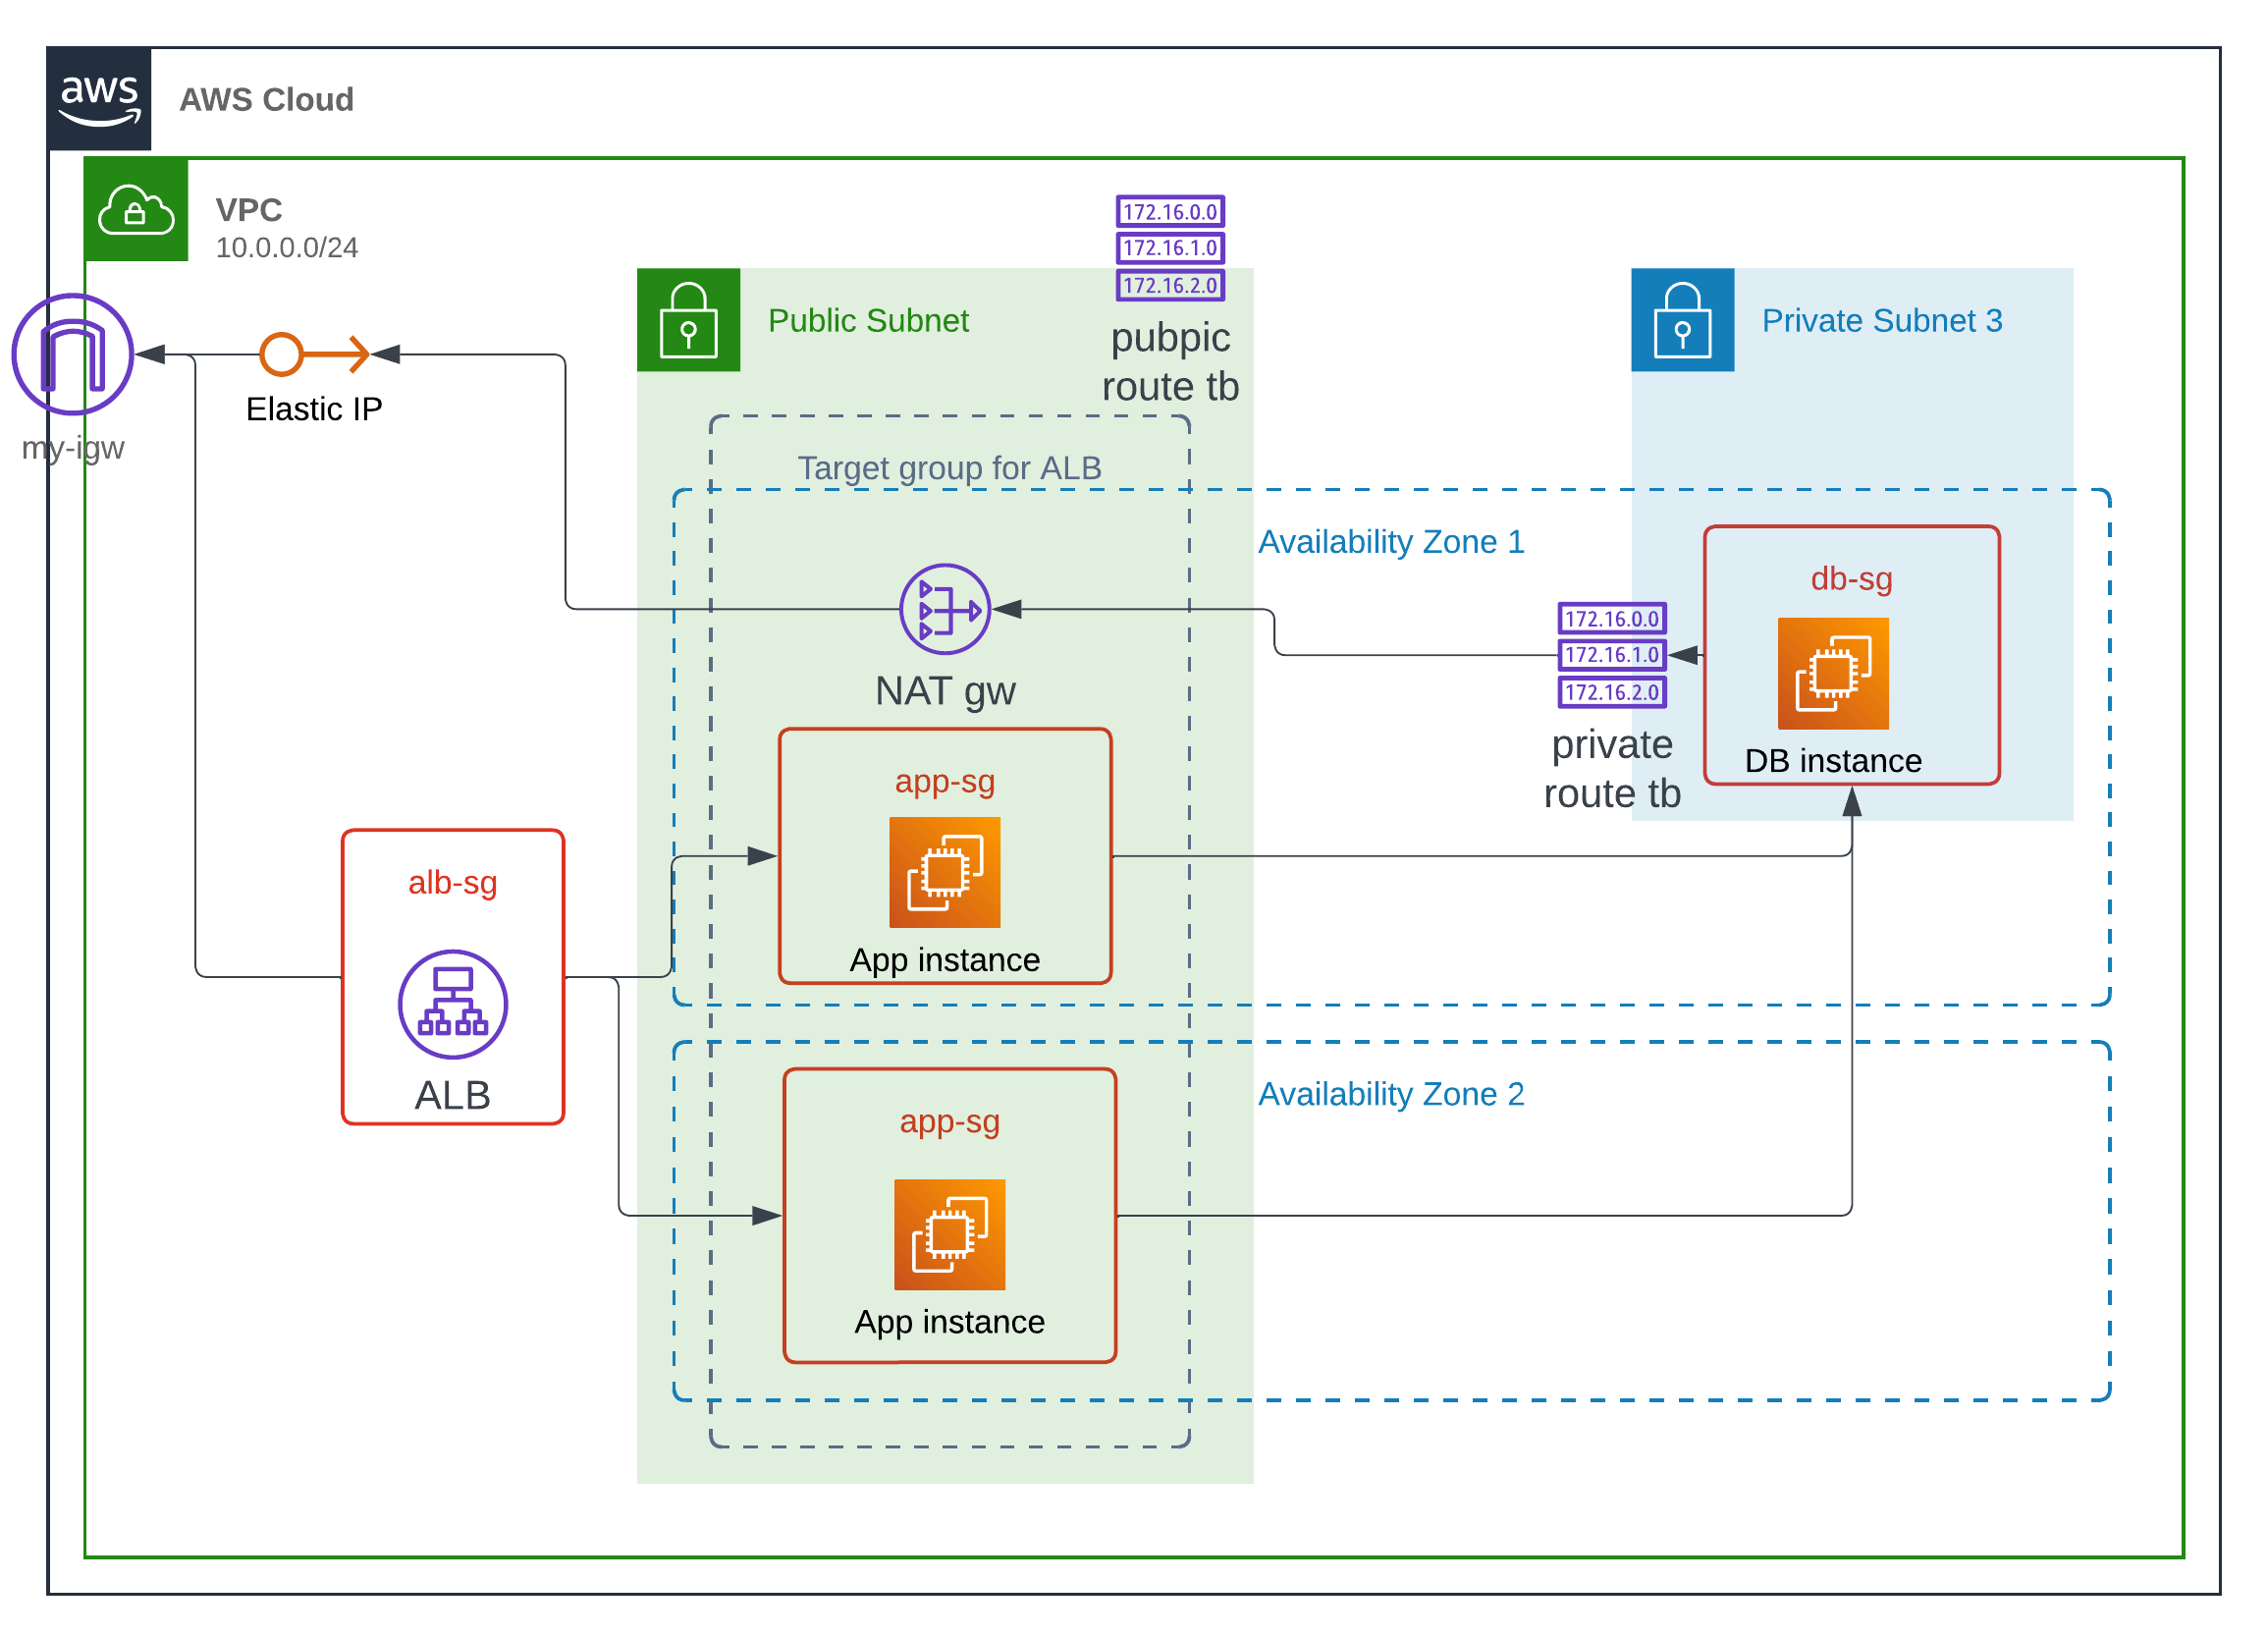 aws
AWS Cloud
VPC
10.0.0.0/24
172.16.0.0
172.16.1.0
172.16.2.0
pubpic
route tb
Public Subnet
Private Subnet 3
Elastic IP
my-igw
Target group for ALB
Availability Zone 1
db-sg
172.16.0.0
172.16.1.0
172.16.2.0
private
route tb
DB instance
NAT gw
app-sg
App instance
alb-sg
ALB
Availability Zone 2
app-sg
App instance